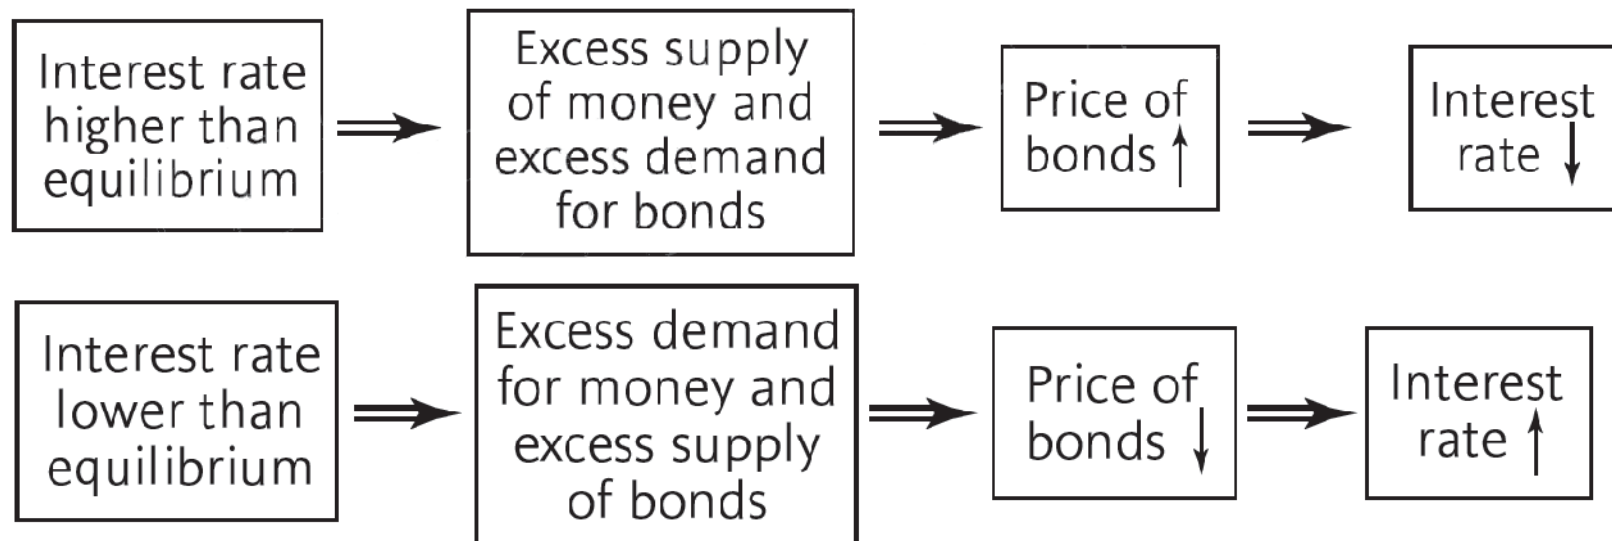 Interest rate
higher than
equilibrium
Excess supply
of money and
excess demand
for bonds
Price of
bonds ↑
Interest
rate ↓
Interest rate
lower than
equilibrium
Excess demand
for money and
excess supply
of bonds
Price of
bonds ↓
Interest
rate ↑